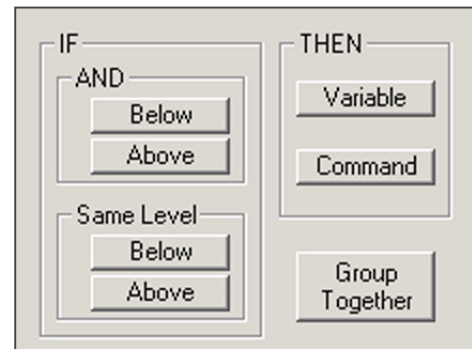 IF
AND
Below
Above
Same Level
Below
Above
THEN
Variable
Command
Group
Together